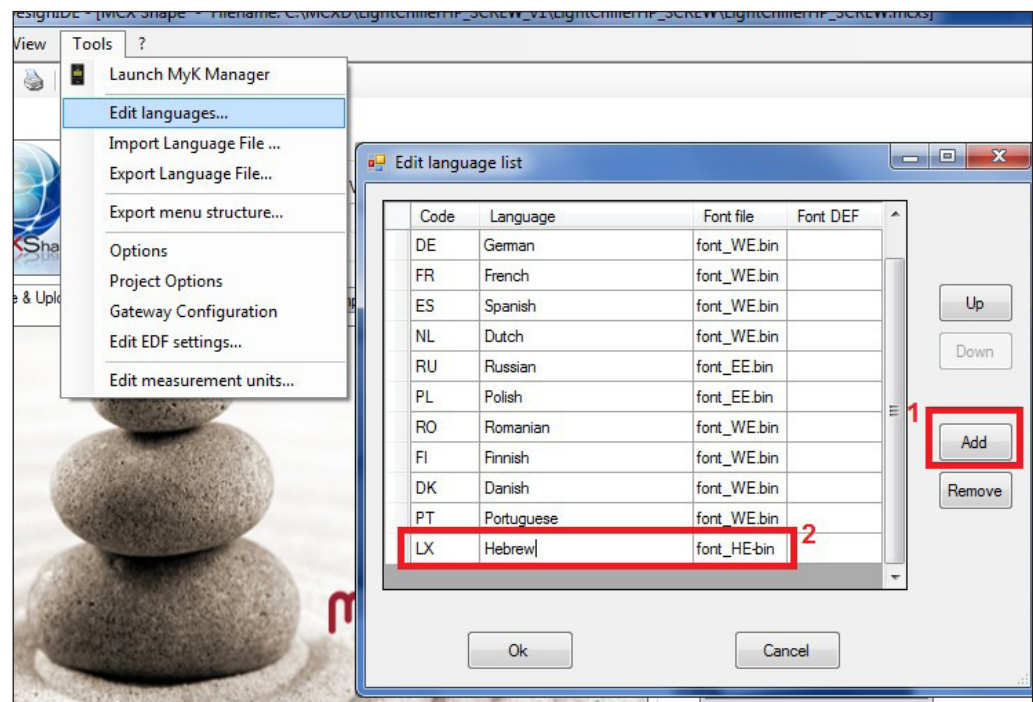 esignIDE - [MCX Shape - Filename: C:\MCXD\LightChillerHP_SCREW_v1\LightChillerHP_SCREW\LightChillerHP_SCREW.mcxs]
View Tools ?
Launch MyK Manager
Edit languages...
Import Language File ...
Export Language File...
Export menu structure...
Options
Project Options
Gateway Configuration
Edit EDF settings...
Edit measurement units...
Edit language list
Code Language Font file Font DEF
DE German font_WE.bin
FR French font_WE.bin
ES Spanish font_WE.bin
NL Dutch font_WE.bin
RU Russian font_EE.bin
PL Polish font_EE.bin
RO Romanian font_WE.bin
FI Finnish font_WE.bin
DK Danish font_WE.bin
PT Portuguese font_WE.bin
LX Hebrew font_HE-bin
2
Up
Down
1
Add
Remove
Ok
Cancel
XSha
e & Uplo
m